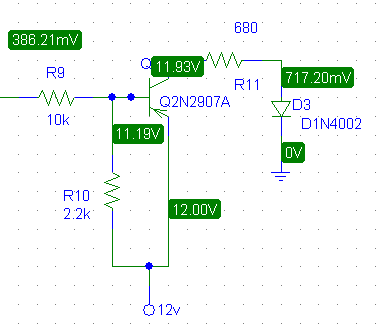 680
386.21mV
Q
11.93V
R9
R11
717.20mV
Q2N2907A
D3
10k
D1N4002
11.19V
0V
R10
2.2k
12.00V
12v